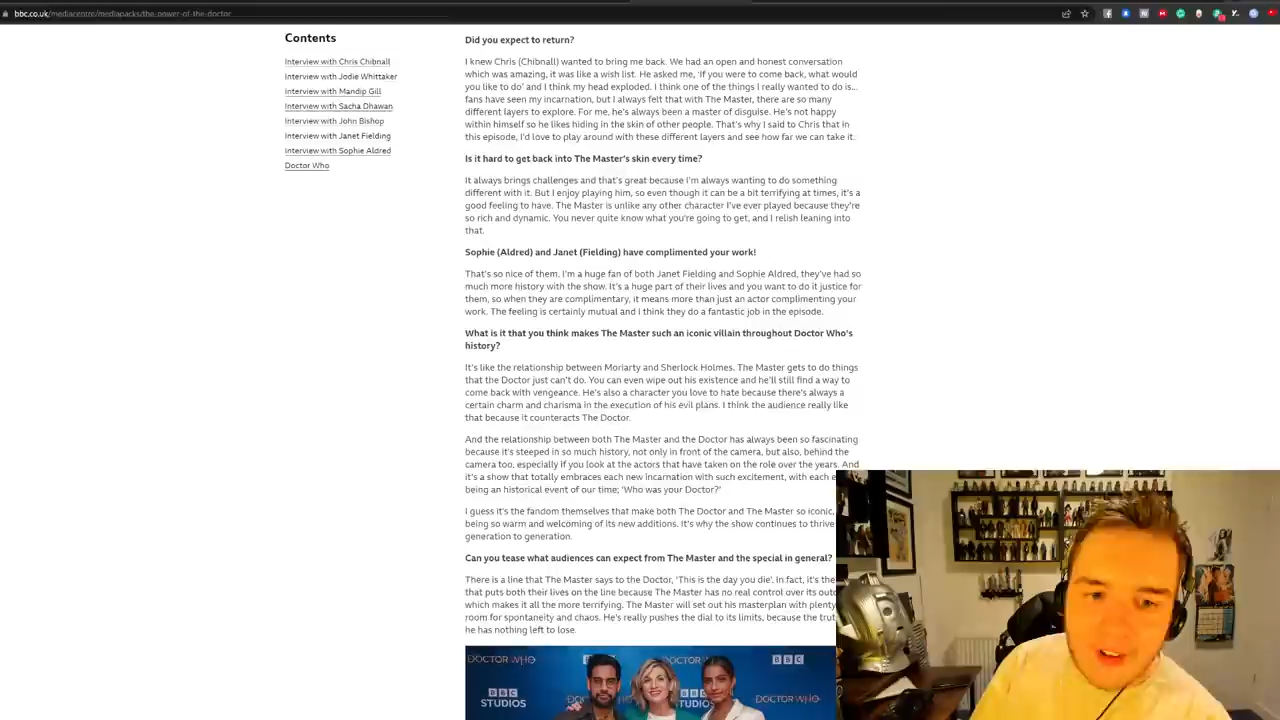 bbc.co.uk/mediacentre/mediapacks/the-power-of-the-doctor
Contents
Interview with Chris Chibnall
Interview with Jodie Whittaker
Interview with Mandip Gill
Interview with Sacha Dhawan
Interview with John Bishop
Interview with Janet Fielding
Interview with Sophie Aldred
Doctor Who
Did you expect to return?
I knew Chris (Chibnall) wanted to bring me back. We had an open and honest conversation
which was amazing, it was like a wish list. He asked me, 'If you were to come back, what would
you like to do' and I think my head exploded. I think one of the things I really wanted to do is...
fans have seen my incarnation, but I always felt that with The Master, there are so many
different layers to explore. For me, he's always been a master of disguise. He's not happy
within himself so he likes hiding in the skin of other people. That's why I said to Chris that in
this episode, I'd love to play around with these different layers and see how far we can take it.
Is it hard to get back into The Master's skin every time?
It always brings challenges and that's great because I'm always wanting to do something
different with it. But I enjoy playing him, so even though it can be a bit terrifying at times, it's a
good feeling to have. The Master is unlike any other character I've ever played because they're
so rich and dynamic. You never quite know what you're going to get, and I relish leaning into
that.
Sophie (Aldred) and Janet (Fielding) have complimented your work!
That's so nice of them. I'm a huge fan of both Janet Fielding and Sophie Aldred, they've had so
much more history with the show. It's a huge part of their lives and you want to do it justice for
them, so when they are complimentary, it means more than just an actor complimenting your
work. The feeling is certainly mutual and i think they do a fantastic job in the episode.
What is it that you think makes The Master such an iconic villain throughout Doctor Who's
history?
It's like the relationship between Moriarty and Sherlock Holmes. The Master gets to do things
that the Doctor just can't do. You can even wipe out his existence and he'll still find a way to
come back with vengeance. He's also a character you love to hate because there's always a
certain charm and charisma in the execution of his evil plans. I think the audience really like
that because it counteracts The Doctor.
And the relationship between both The Master and the Doctor has always been so fascinating
because it's steeped in so much history, not only in front of the camera, but also, behind the
camera too, especially if you look at the actors that have taken on the role over the years. And
it's a show that totally embraces each new incarnation with such excitement, with each e
being an historical event of our time; 'Who was your Doctor?'
I guess it's the fandom themselves that make both The Doctor and The Master so iconic,
being so warm and welcoming of its new additions. It's why the show continues to thrive
generation to generation.
Can you tease what audiences can expect from The Master and the special in general?
There is a line that The Master says to the Doctor, 'This is the day you die'. In fact, it's the
that puts both their lives on the line because The Master has no real control over its outc
which makes it all the more terrifying. The Master will set out his masterplan with plenty
room for spontaneity and chaos. He's really pushes the dial to its limits, because the trut
he has nothing left to lose.
DOCTOR WHO
DOCTOR WHO
BBC
BBC
STUDIOS
BBC
STUDIOS
DOCTOR WHO